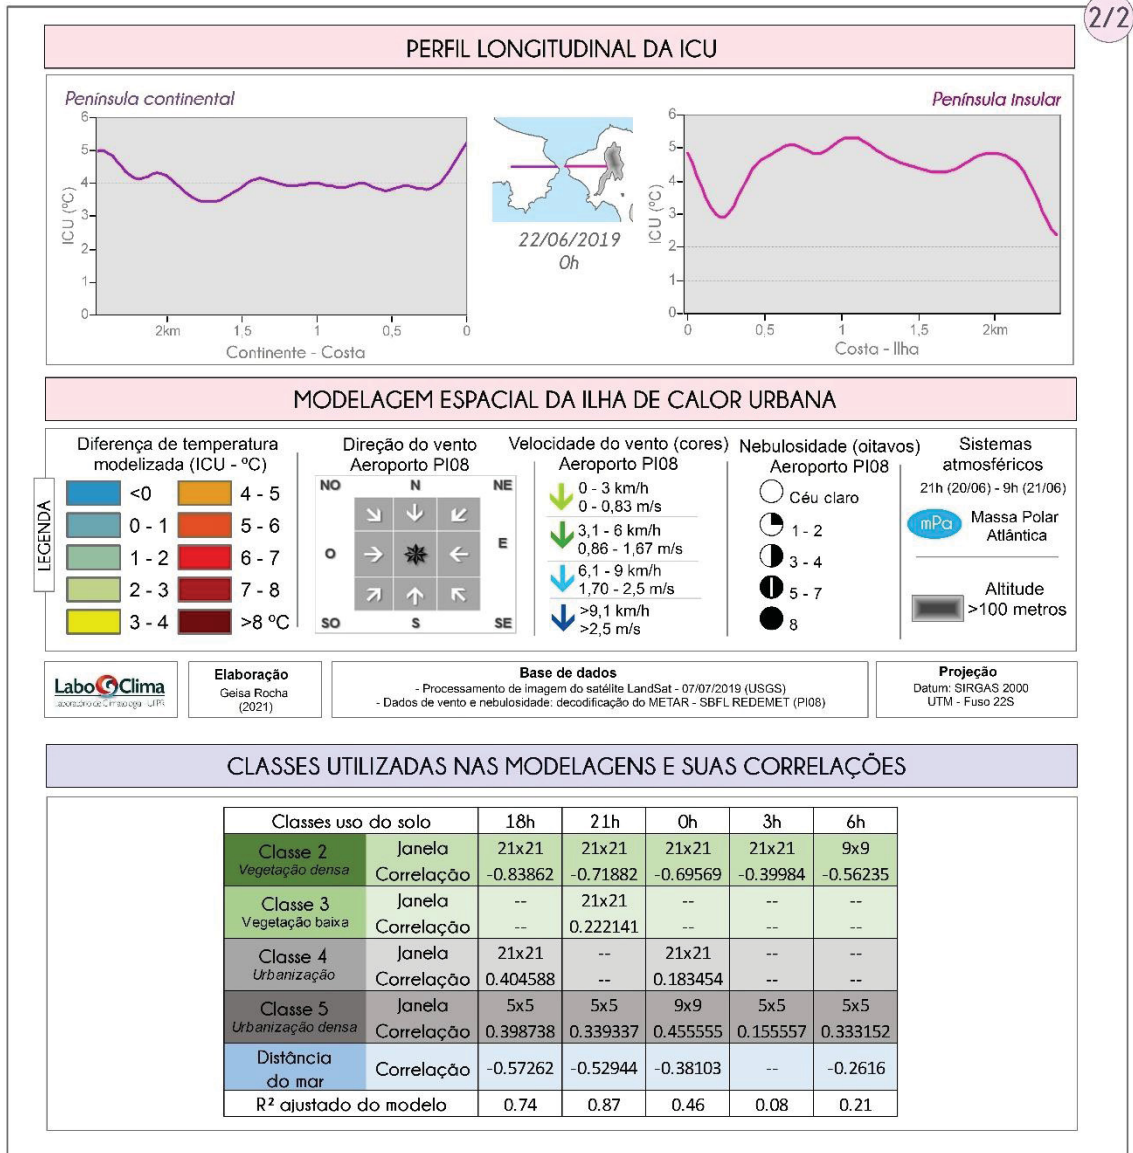 2/2
PERFIL LONGITUDINAL DA ICU
Península continental
6
5
4
3
2
1
0
ICU (ºC)
2km 1,5 1 0,5 0
Continente - Costa
22/06/2019
0h
Península Insular
6
5
4
3
2
1
0
ICU (ºC)
0 0,5 1 1,5 2km
Costa - Ilha
MODELAGEM ESPACIAL DA ILHA DE CALOR URBANA
LEGENDA
Diferença de temperatura
modelizada (ICU - ºC)
<0 4 - 5
0 - 1 5 - 6
1 - 2 6 - 7
2 - 3 7 - 8
3 - 4 >8 ºC
Direção do vento
Aeroporto PI08
NO N NE
O E
SO S SE
Velocidade do vento (cores)
Aeroporto PI08
0 - 3 km/h
0 - 0,83 m/s
3,1 - 6 km/h
0,86 - 1,67 m/s
6,1 - 9 km/h
1,70 - 2,5 m/s
>9,1 km/h
>2,5 m/s
Nebulosidade (oitavos)
Aeroporto PI08
Céu claro
1 - 2
3 - 4
5 - 7
8
Sistemas
atmosféricos
21h (20/06) - 9h (21/06)
mPa Massa Polar
Atlântica
Altitude
>100 metros
LaboClima
Laboratório de Climatologia - UFPR
Elaboração
Geisa Rocha
(2021)
Base de dados
- Processamento de imagem do satélite LandSat - 07/07/2019 (USGS)
- Dados de vento e nebulosidade: decodificação do METAR - SBFL REDEMET (PI08)
Projeção
Datum: SIRGAS 2000
UTM - Fuso 22S
CLASSES UTILIZADAS NAS MODELAGENS E SUAS CORRELAÇÕES
Classes uso do solo 18h 21h 0h 3h 6h
Classe 2
Vegetação densa
Janela 21x21 21x21 21x21 21x21 9x9
Correlação -0.83862 -0.71882 -0.69569 -0.39984 -0.56235
Classe 3
Vegetação baixa
Janela -- 21x21 -- -- --
Correlação -- 0.222141 -- -- --
Classe 4
Urbanização
Janela 21x21 -- 21x21 -- --
Correlação 0.404588 -- 0.183454 -- --
Classe 5
Urbanização densa
Janela 5x5 5x5 9x9 5x5 5x5
Correlação 0.398738 0.339337 0.455555 0.155557 0.333152
Distância
do mar
Correlação -0.57262 -0.52944 -0.38103 -- -0.2616
R² ajustado do modelo 0.74 0.87 0.46 0.08 0.21